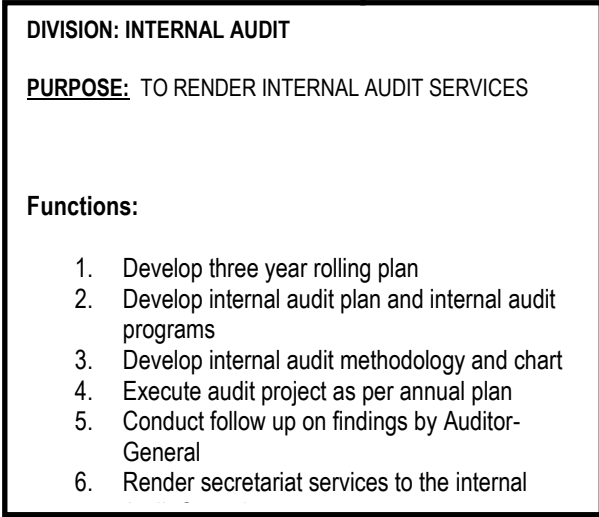 DIVISION: INTERNAL AUDIT
PURPOSE: TO RENDER INTERNAL AUDIT SERVICES
Functions:
1. Develop three year rolling plan
2. Develop internal audit plan and internal audit
programs
3. Develop internal audit methodology and chart
4. Execute audit project as per annual plan
5. Conduct follow up on findings by Auditor-
General
6. Render secretariat services to the internal